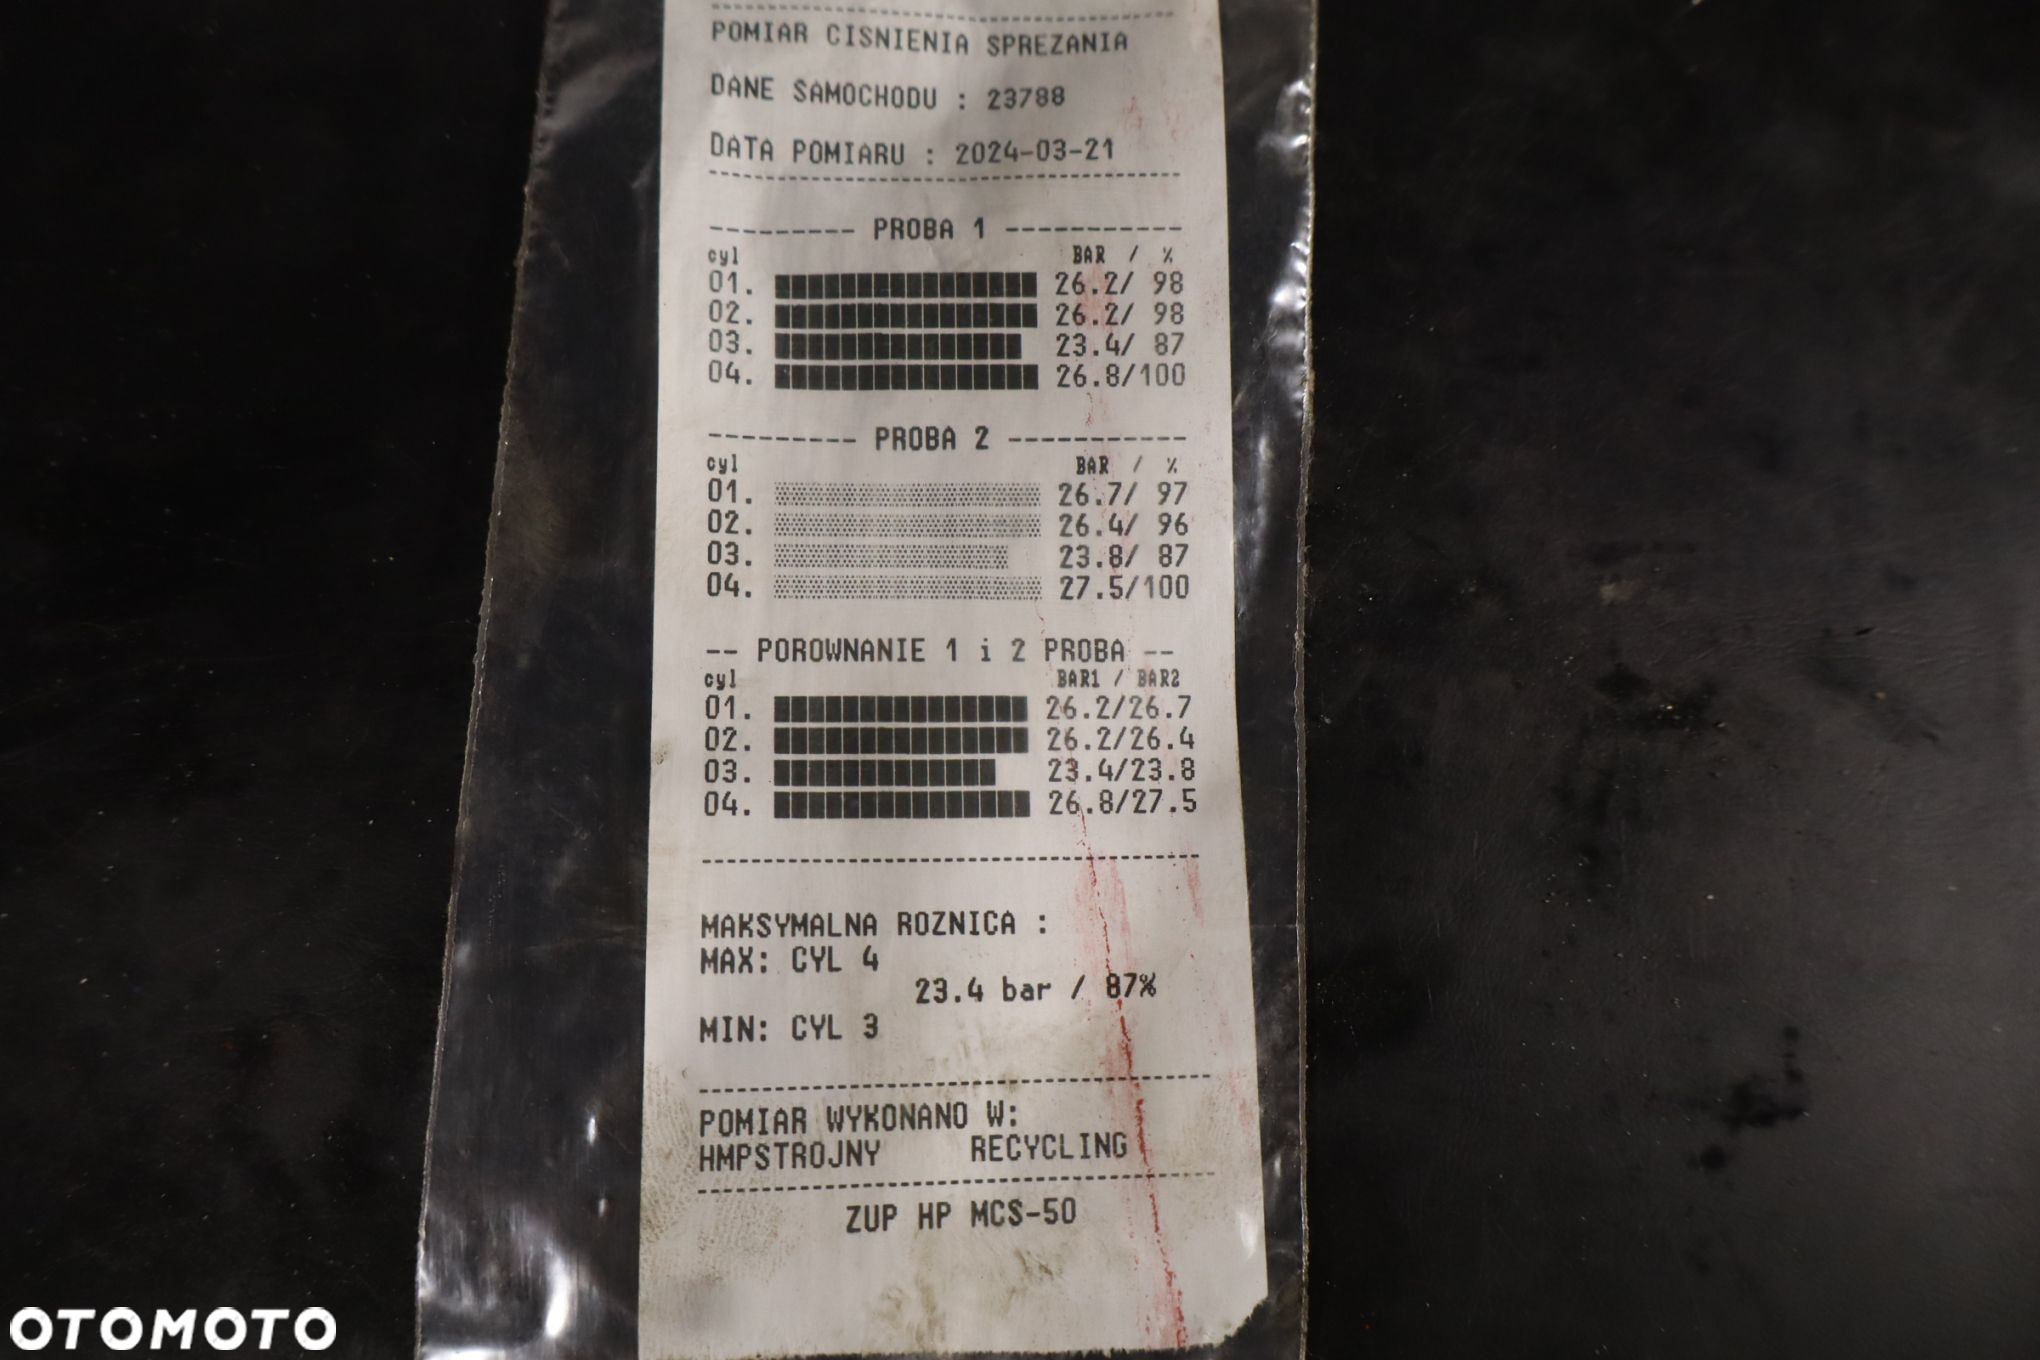 POMIAR CISNIENIA SPREZANIA
DANE SAMOCHODU : 23788
DATA POMIARU : 2024-03-21
--------- PROBA 1 -----------
cyl BAR / %
01. 26.2/ 98
02. 26.2/ 98
03. 23.4/ 87
04. 26.8/100
--------- PROBA 2 -----------
cyl BAR / %
01. 26.7/ 97
02. 26.4/ 96
03. 23.8/ 87
04. 27.5/100
-- POROWNANIE 1 i 2 PROBA --
cyl BAR1 / BAR2
01. 26.2/26.7
02. 26.2/26.4
03. 23.4/23.8
04. 26.8/27.5
MAKSYMALNA ROZNICA :
MAX: CYL 4
23.4 bar / 87%
MIN: CYL 3
POMIAR WYKONANO W:
HMPSTROJNY RECYCLING
ZUP HP MCS-50
OTOMOTO